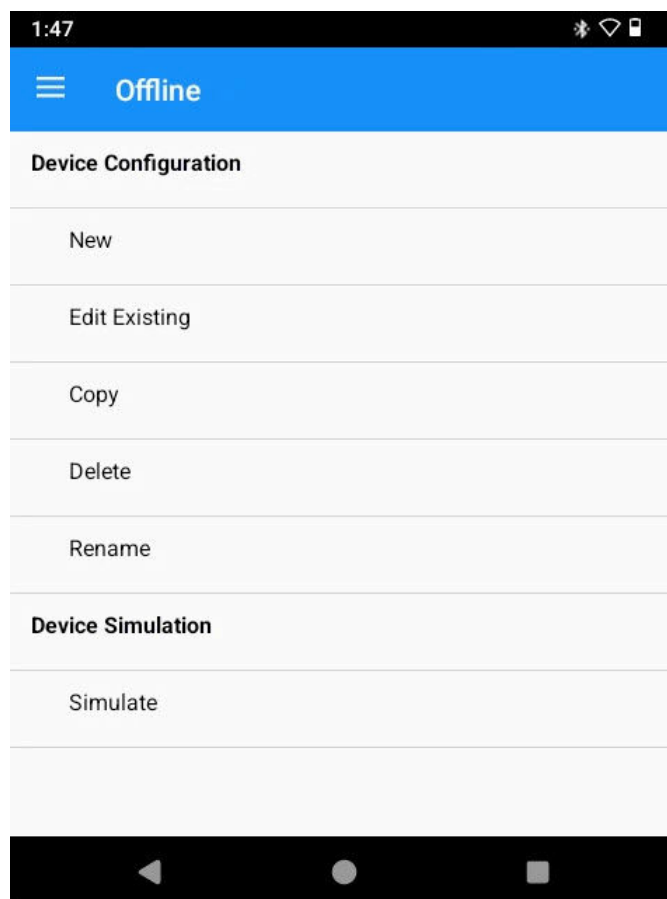 1:47
Offline
Device Configuration
New
Edit Existing
Copy
Delete
Rename
Device Simulation
Simulate